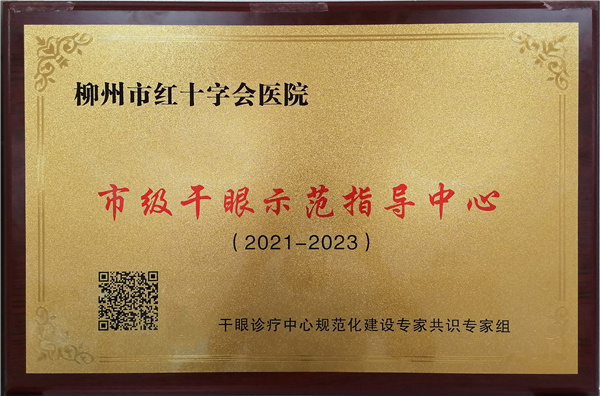 柳州市红十字会医院
市级干眼示范指导中心
（2021-2023）
干眼诊疗中心规范化建设专家共识专家组